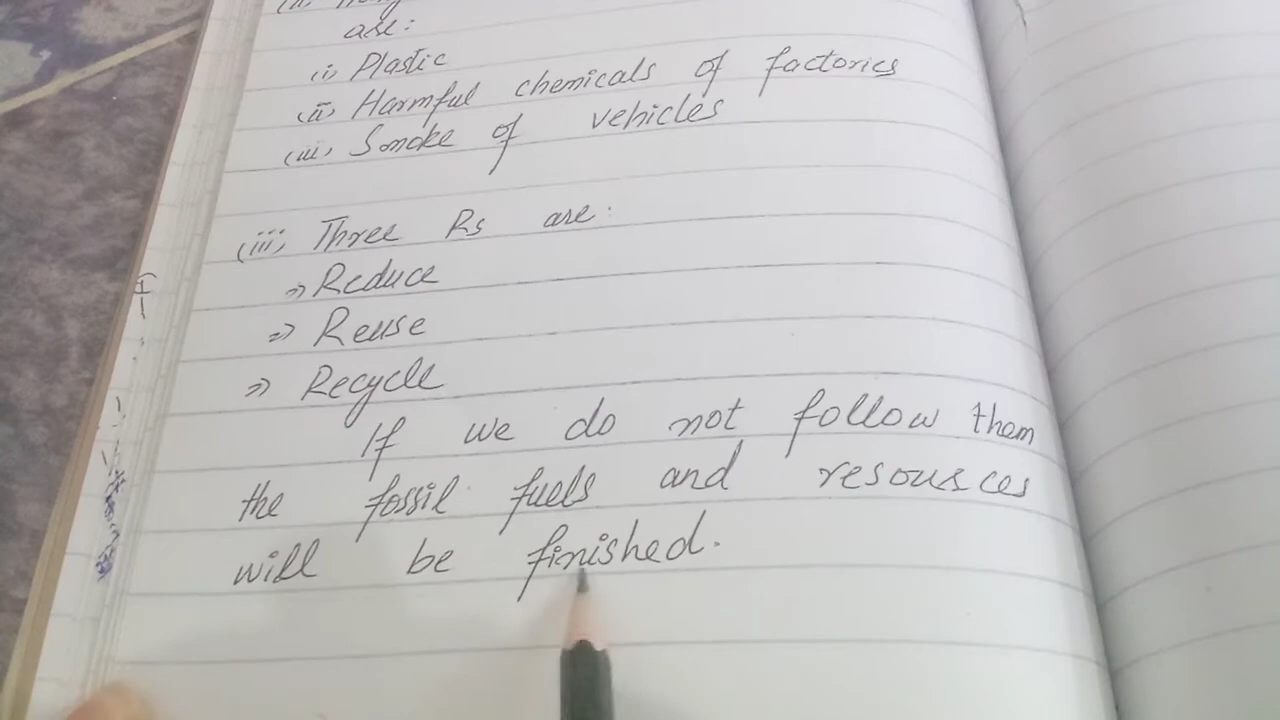 are:
(i) Plastic
(ii) Harmful chemicals of factories
(iii) Smoke of vehicles
(iii) Three Rs are:
=> Reduce
=> Reuse
=> Recycle
If we do not follow them
the fossil fuels and resources
will be finished.